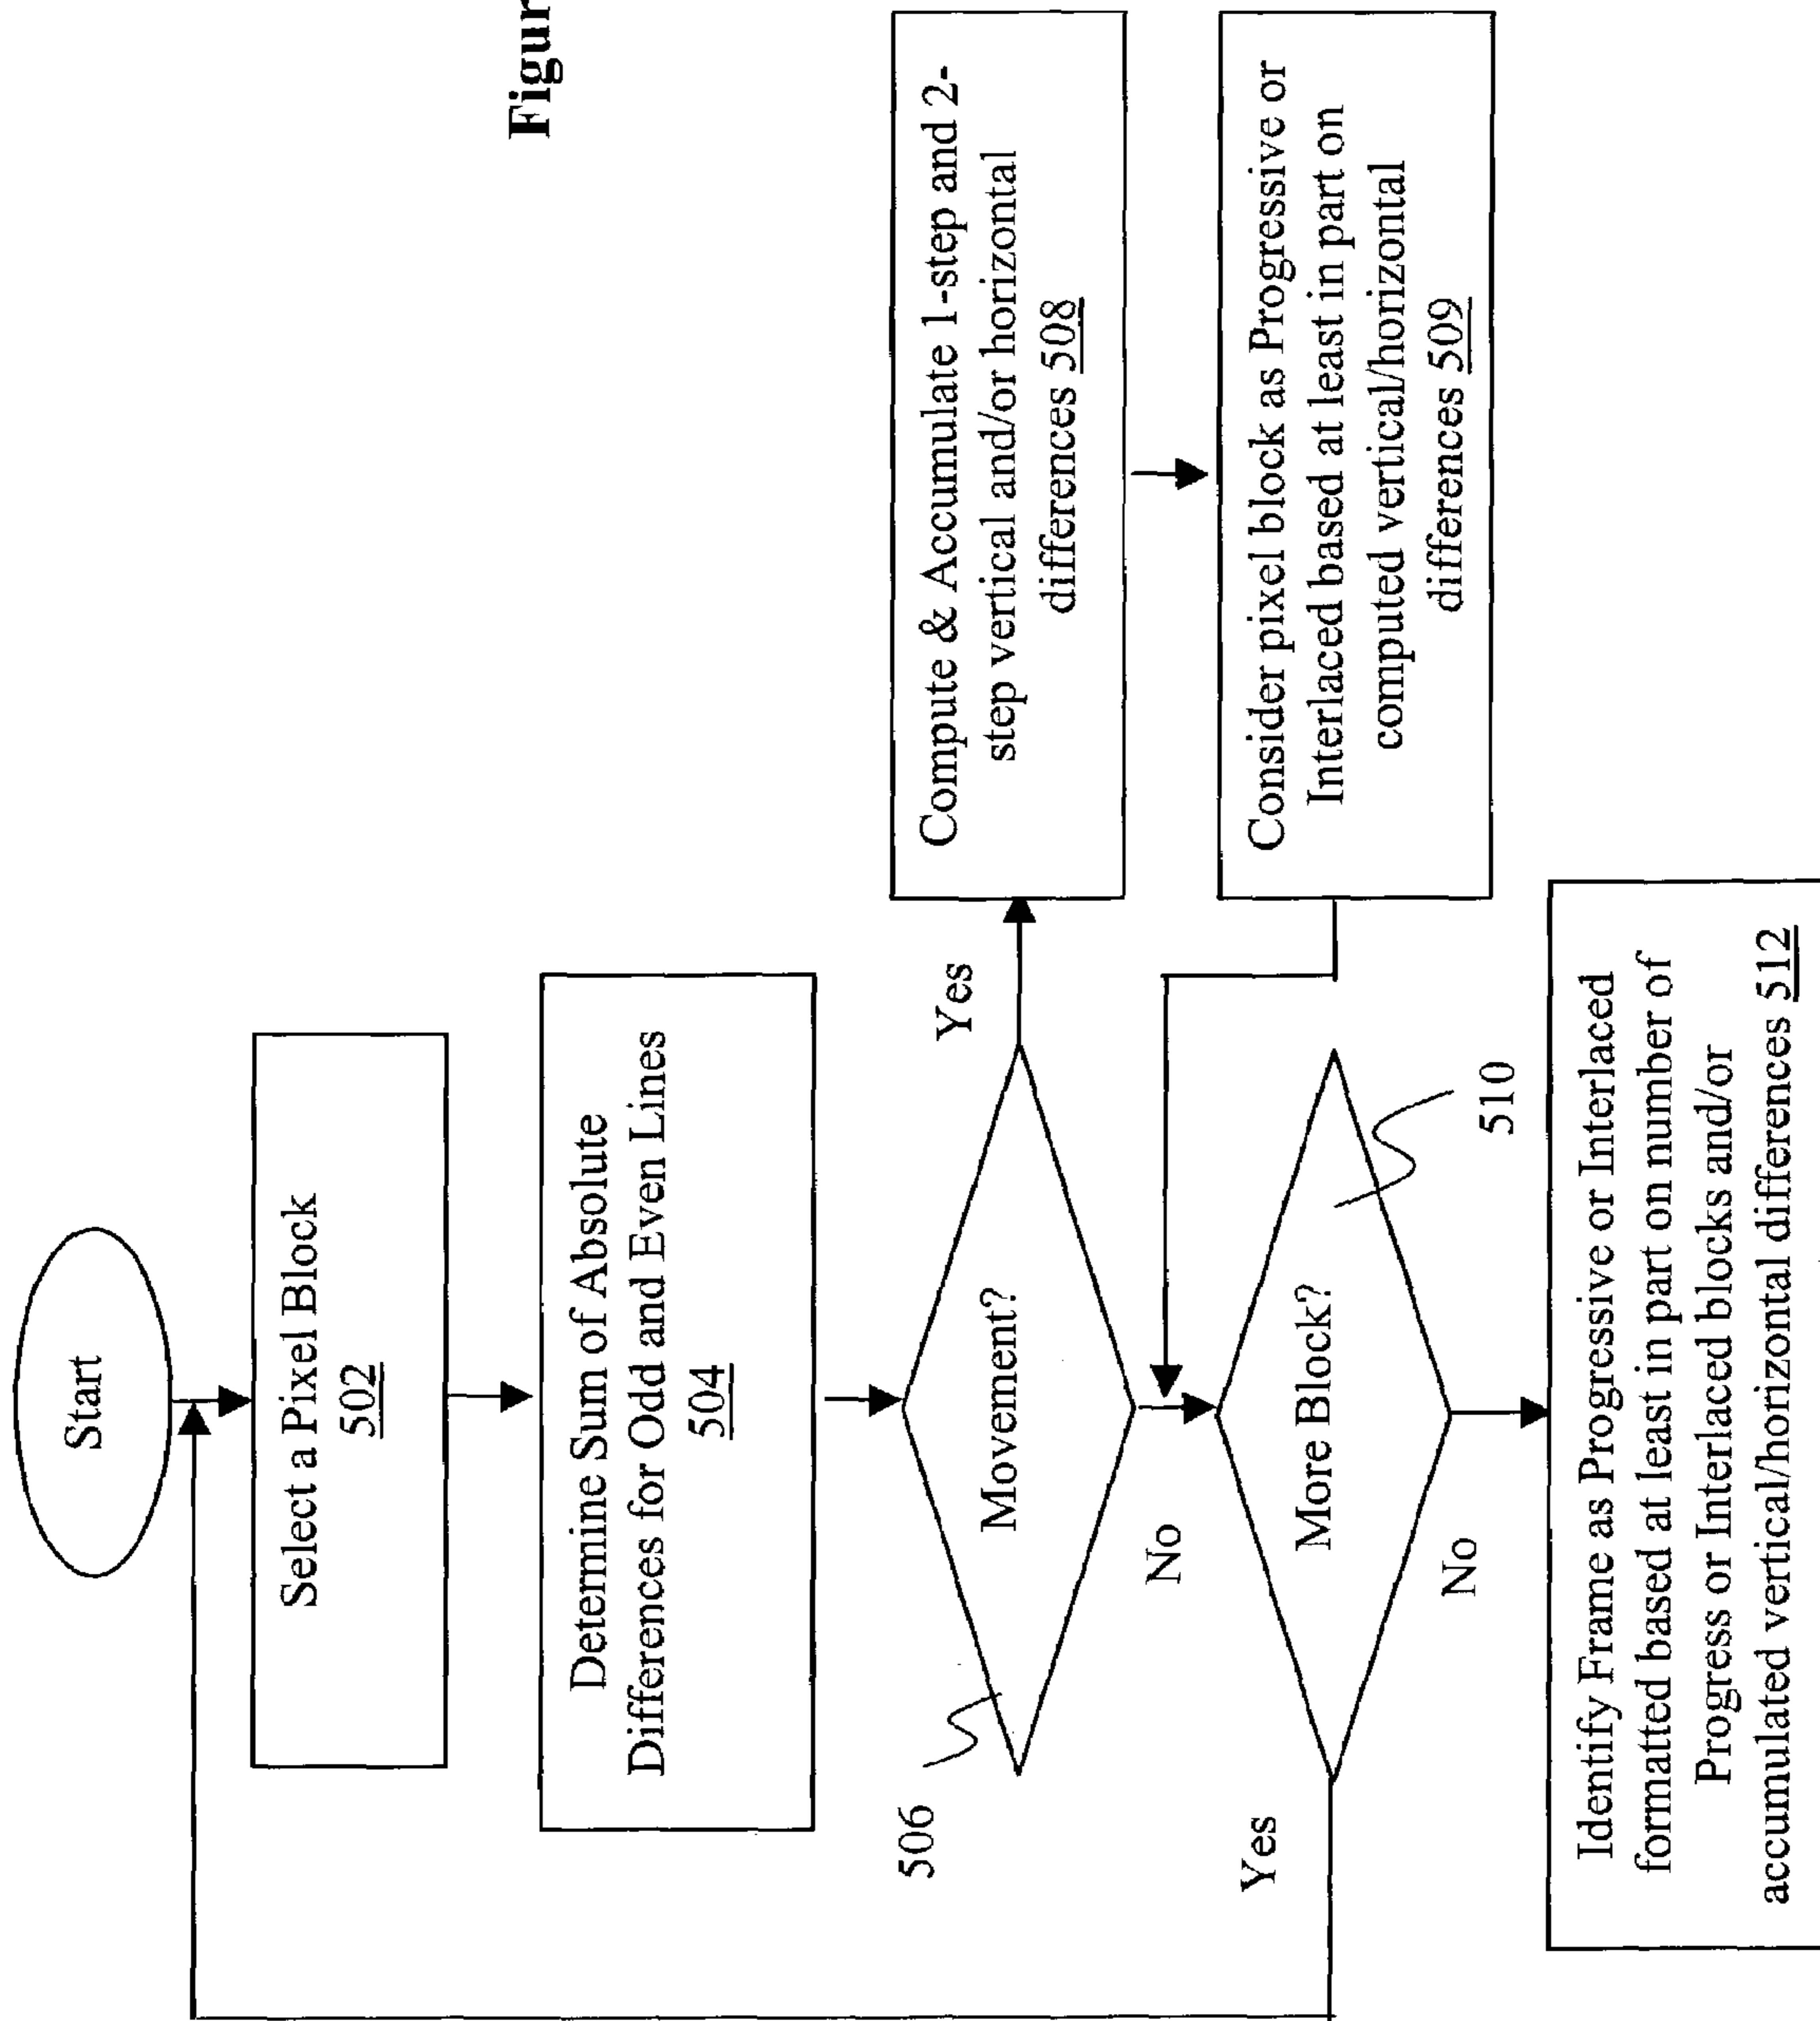 Start
Select a Pixel Block
502
Determine Sum of Absolute
Differences for Odd and Even Lines
504
506
Movement?
Yes
No
Compute & Accumulate 1-step and 2-
step vertical and/or horizontal
differences 508
Consider pixel block as Progressive or
Interlaced based at least in part on
computed vertical/horizontal
differences 509
Yes
More Block?
510
No
Identify Frame as Progressive or Interlaced
formatted based at least in part on number of
Progress or Interlaced blocks and/or
accumulated vertical/horizontal differences 512
Figur